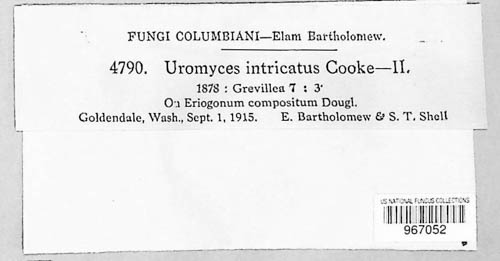 FUNGI COLUMBIANI—Elam Bartholomew.
4790. Uromyces intricatus Cooke—II.
1878 : Grevillea 7 : 3
On Eriogonum compositum Dougl.
Goldendale, Wash., Sept. 1, 1915. E. Bartholomew & S. T. Shell
US NATIONAL FUNGUS COLLECTIONS
967052